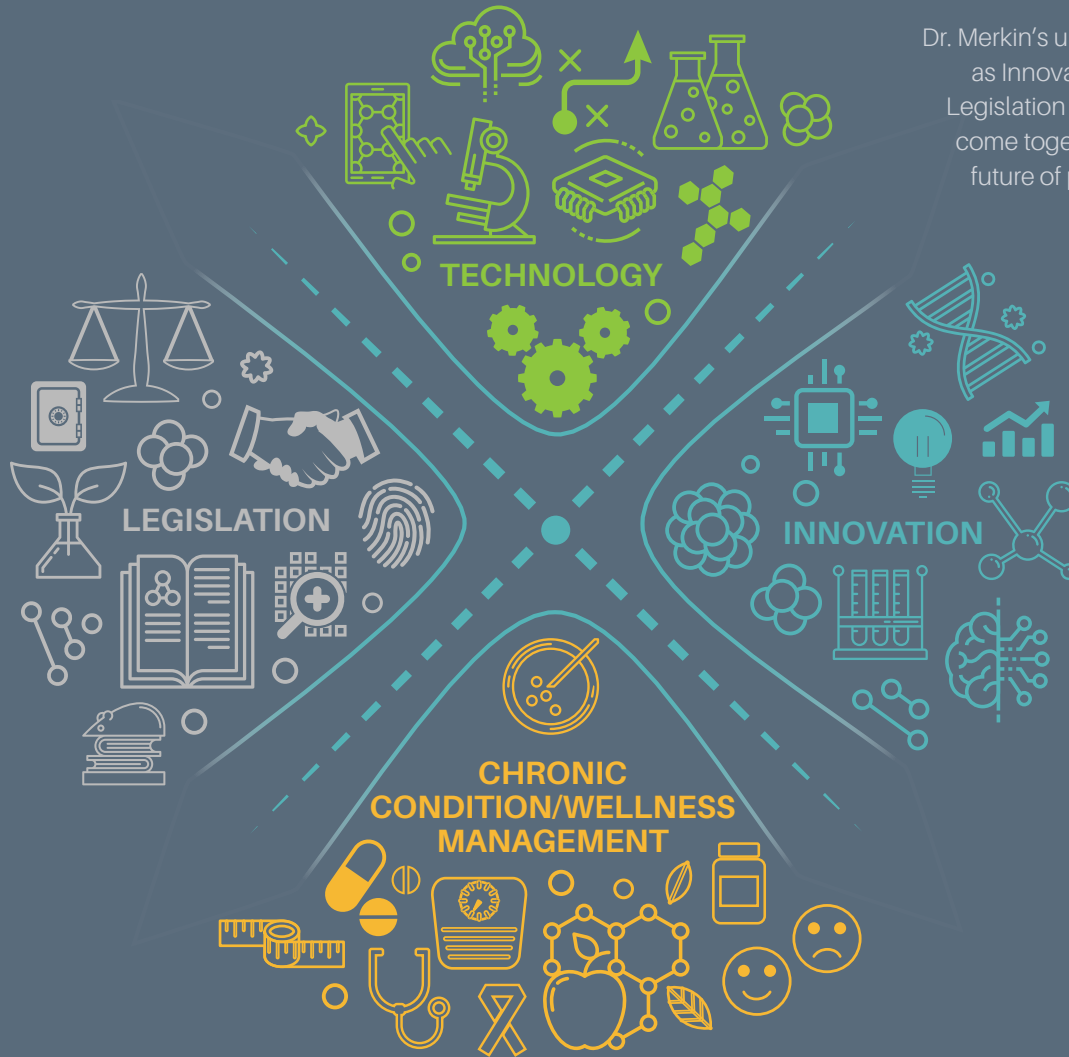 Dr. Merkin's u
as Innova
Legislation
come toge
future of p
TECHNOLOGY
LEGISLATION
INNOVATION
CHRONIC
CONDITION/WELLNESS
MANAGEMENT